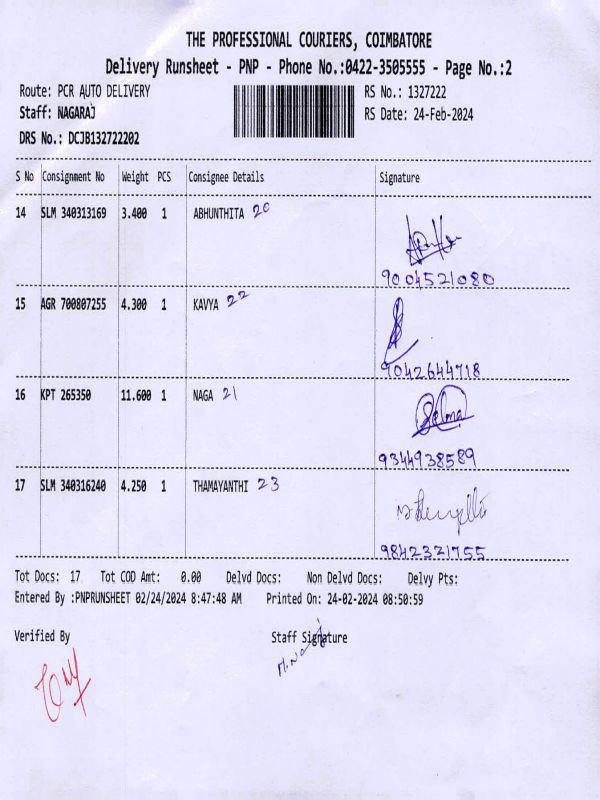 THE PROFESSIONAL COURIERS, COIMBATORE
Delivery Runsheet - PNP - Phone No.:0422-3505555 - Page No.:2
Route: PCR AUTO DELIVERY RS No.: 1327222
Staff: NAGARAJ RS Date: 24-Feb-2024
DRS No.: DCJB132722202
S No Consignment No Weight PCS Consignee Details Signature
14 SLM 340313169 3.400 1 ABHUNTHITA 20
9004521080
15 AGR 700807255 4.300 1 KAVYA 22
9042644718
16 KPT 265350 11.600 1 NAGA 21
9344938589
17 SLM 340316240 4.250 1 THAMAYANTHI 23
9842321755
Tot Docs: 17 Tot COD Amt: 0.00 Delvd Docs: Non Delvd Docs: Delvy Pts:
Entered By :PNPRUNSHEET 02/24/2024 8:47:48 AM Printed On: 24-02-2024 08:50:59
Verified By Staff Signature